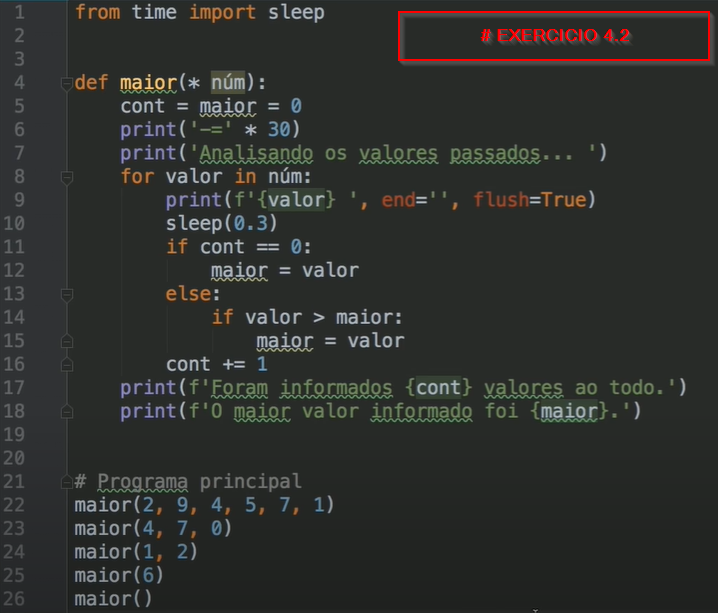 # EXERCICIO 4.2
1 from time import sleep
2
3
4 def maior(* núm):
5     cont = maior = 0
6     print('-=' * 30)
7     print('Analisando os valores passados... ')
8     for valor in núm:
9         print(f'{valor} ', end='', flush=True)
10         sleep(0.3)
11         if cont == 0:
12             maior = valor
13         else:
14             if valor > maior:
15                 maior = valor
16         cont += 1
17     print(f'Foram informados {cont} valores ao todo.')
18     print(f'O maior valor informado foi {maior}.')
19
20
21 # Programa principal
22 maior(2, 9, 4, 5, 7, 1)
23 maior(4, 7, 0)
24 maior(1, 2)
25 maior(6)
26 maior()